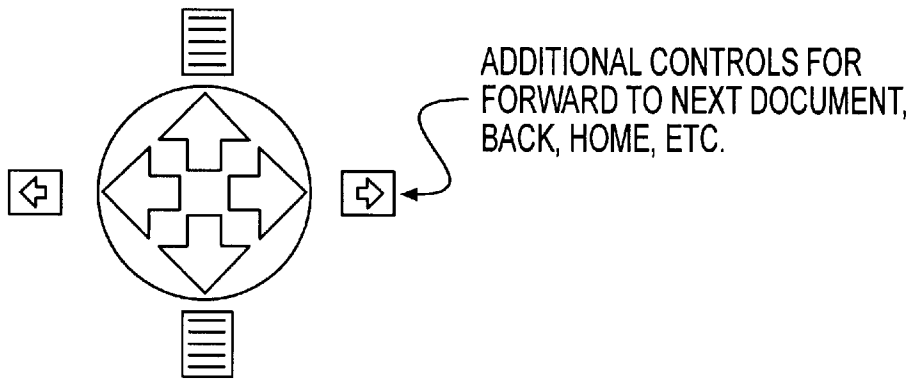 ADDITIONAL CONTROLS FOR
FORWARD TO NEXT DOCUMENT,
BACK, HOME, ETC.